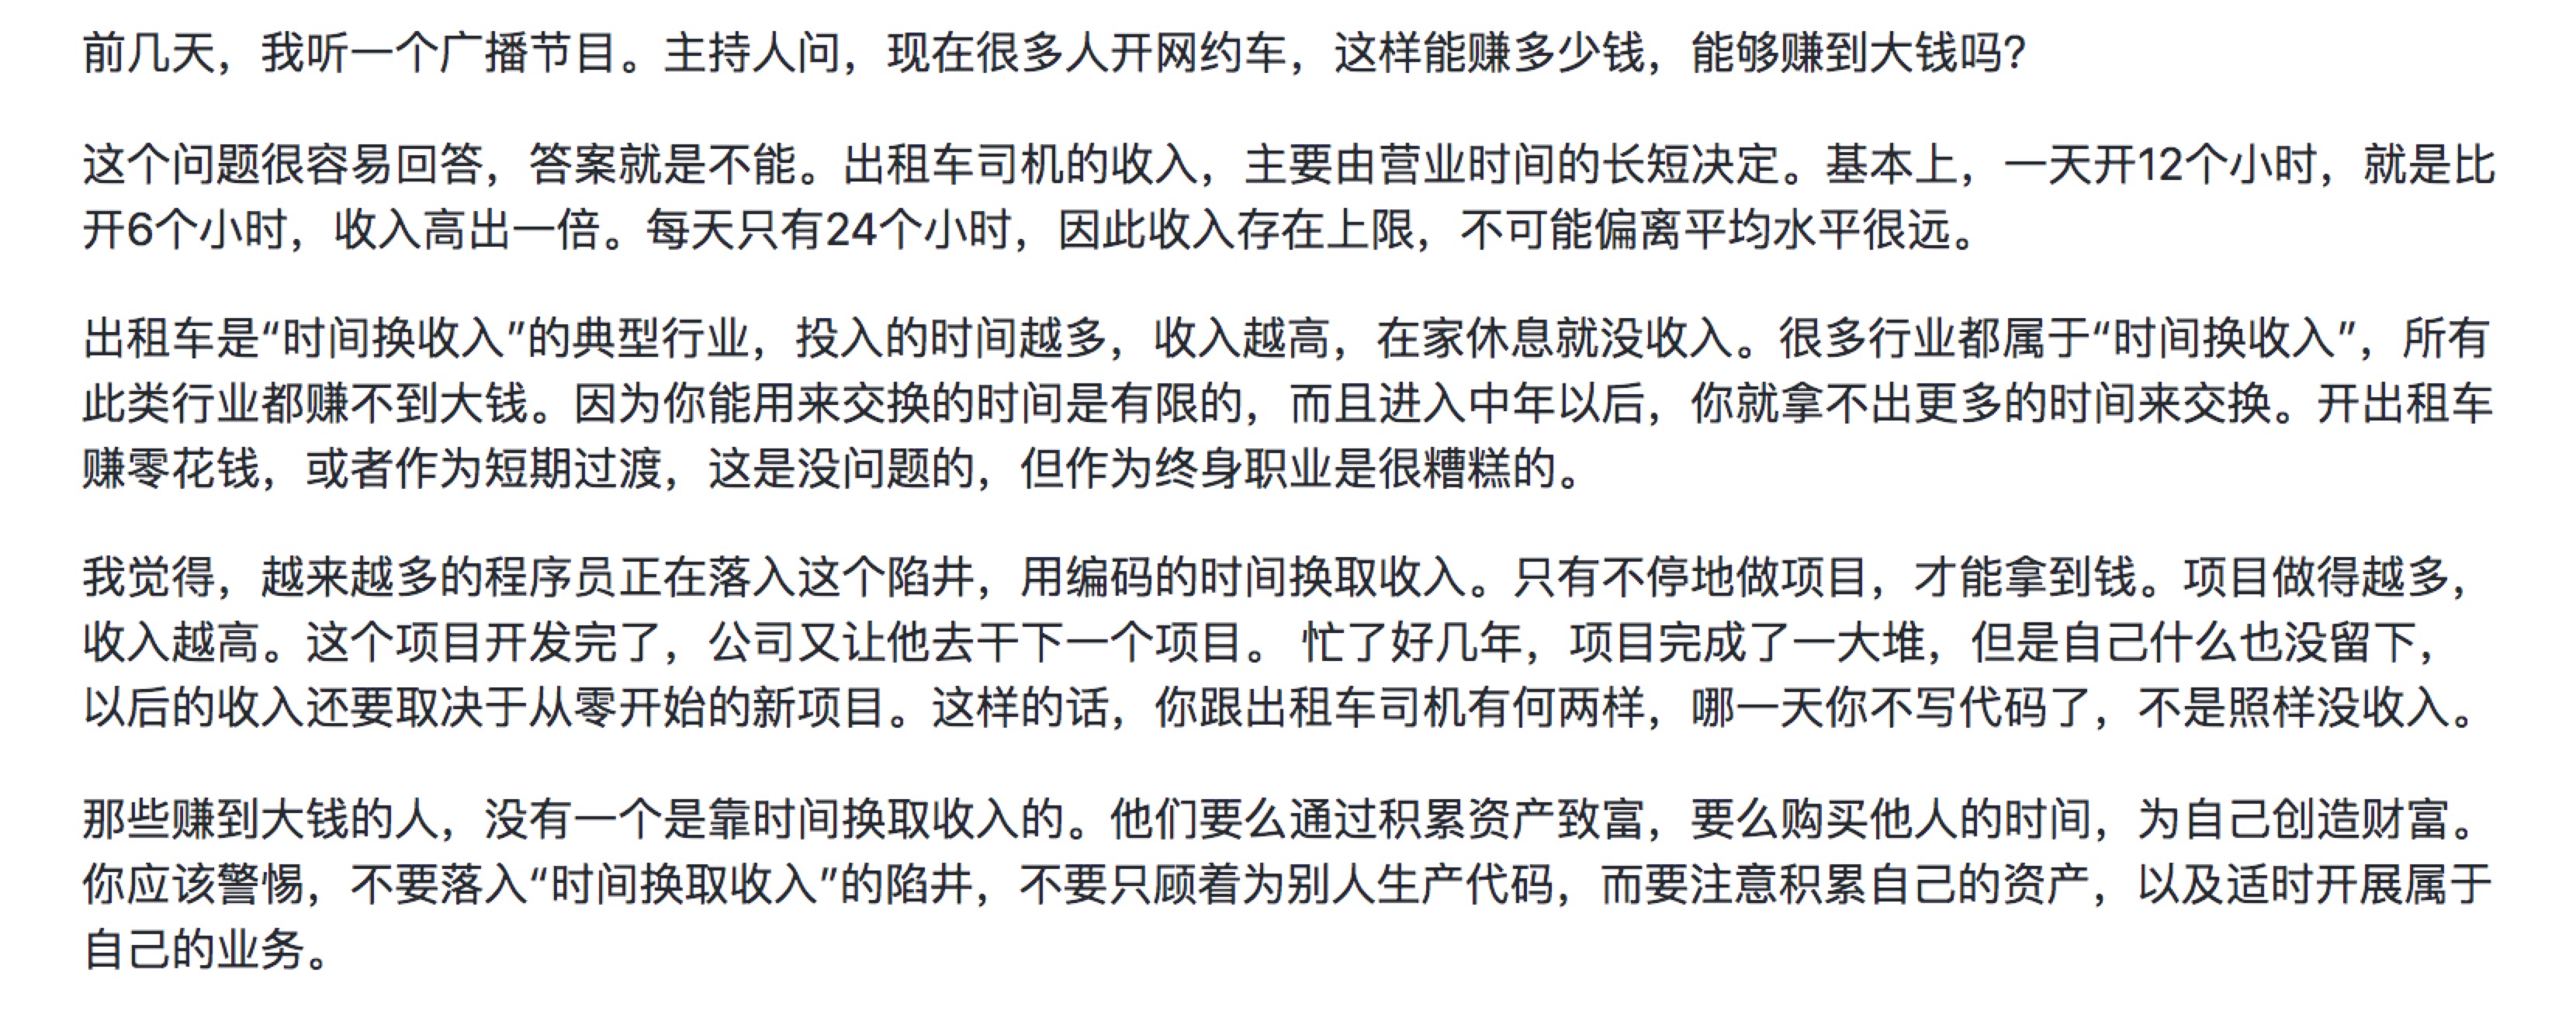 前几天，我听一个广播节目。主持人问，现在很多人开网约车，这样能赚多少钱，能够赚到大钱吗?
这个问题很容易回答，答案就是不能。出租车司机的收入，主要由营业时间的长短决定。基本上，一天开12个小时，就是比
开6个小时，收入高出一倍。每天只有24个小时，因此收入存在上限，不可能偏离平均水平很远。
出租车是“时间换收入”的典型行业，投入的时间越多，收入越高，在家休息就没收入。很多行业都属于“时间换收入”，所有
此类行业都赚不到大钱。因为你能用来交换的时间是有限的，而且进入中年以后，你就拿不出更多的时间来交换。开出租车
赚零花钱，或者作为短期过渡，这是没问题的，但作为终身职业是很糟糕的。
我觉得，越来越多的程序员正在落入这个陷井，用编码的时间换取收入。只有不停地做项目，才能拿到钱。项目做得越多，
收入越高。这个项目开发完了，公司又让他去干下一个项目。 忙了好几年，项目完成了一大堆，但是自己什么也没留下，
以后的收入还要取决于从零开始的新项目。这样的话，你跟出租车司机有何两样，哪一天你不写代码了，不是照样没收入。
那些赚到大钱的人，没有一个是靠时间换取收入的。他们要么通过积累资产致富，要么购买他人的时间，为自己创造财富。
你应该警惕，不要落入“时间换取收入”的陷井，不要只顾着为别人生产代码，而要注意积累自己的资产，以及适时开展属于
自己的业务。